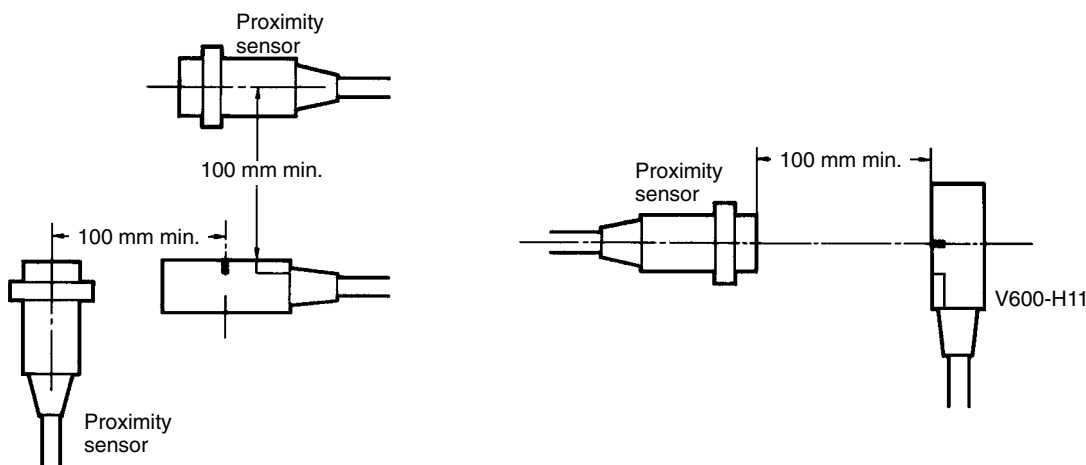 Proximity
sensor
100 mm min.
100 mm min.
Proximity
sensor
100 mm min.
Proximity
sensor
V600-H11